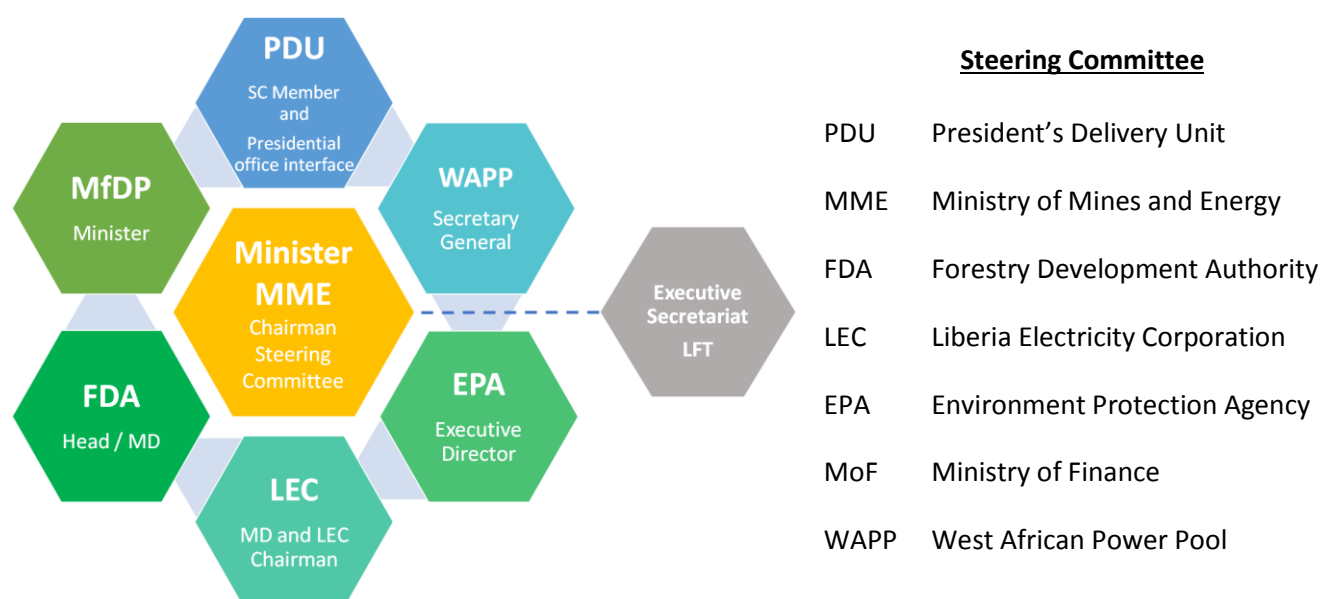 PDU
SC Member
and
Presidential
office interface
MfDP
Minister
WAPP
Secretary
General
Minister
MME
Chairman
Steering
Committee
Executive
Secretariat
LFT
FDA
Head / MD
EPA
Executive
Director
LEC
MD and LEC
Chairman
Steering Committee
PDU President’s Delivery Unit
MME Ministry of Mines and Energy
FDA Forestry Development Authority
LEC Liberia Electricity Corporation
EPA Environment Protection Agency
MoF Ministry of Finance
WAPP West African Power Pool